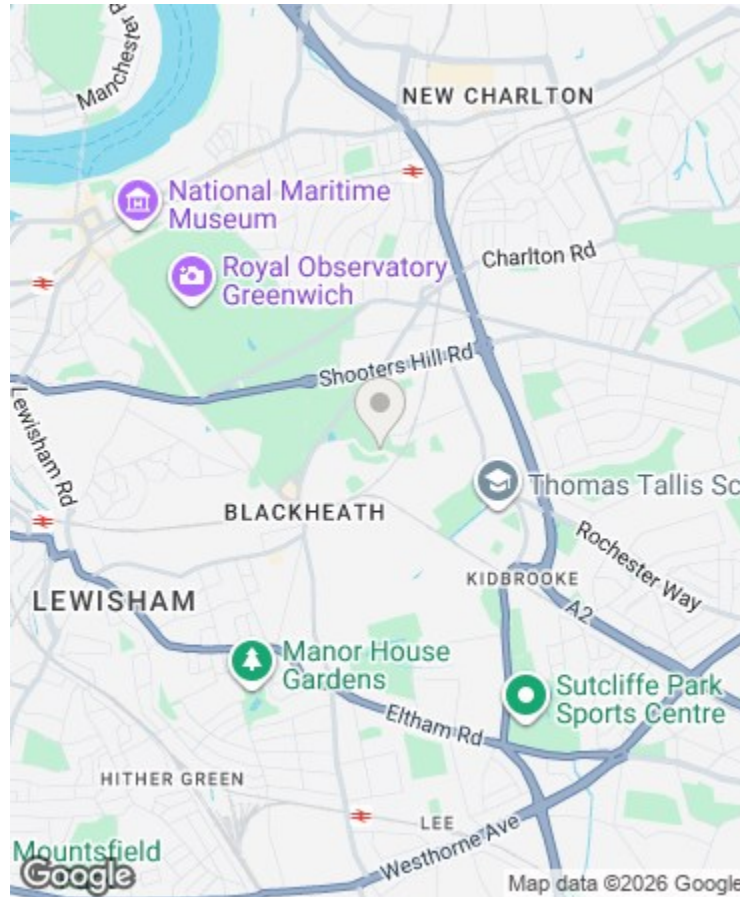 Manchester Rd
NEW CHARLTON
National Maritime
Museum
Charlton Rd
Royal Observatory
Greenwich
Shooters Hill Rd
Lewisham Rd
Thomas Tallis Sc
BLACKHEATH
Rochester Way
KIDBROOKE
A2
LEWISHAM
Manor House
Gardens
Sutcliffe Park
Sports Centre
Eltham Rd
HITHER GREEN
LEE
Westhorne Ave
Mountsfield
Google
Map data ©2026 Google